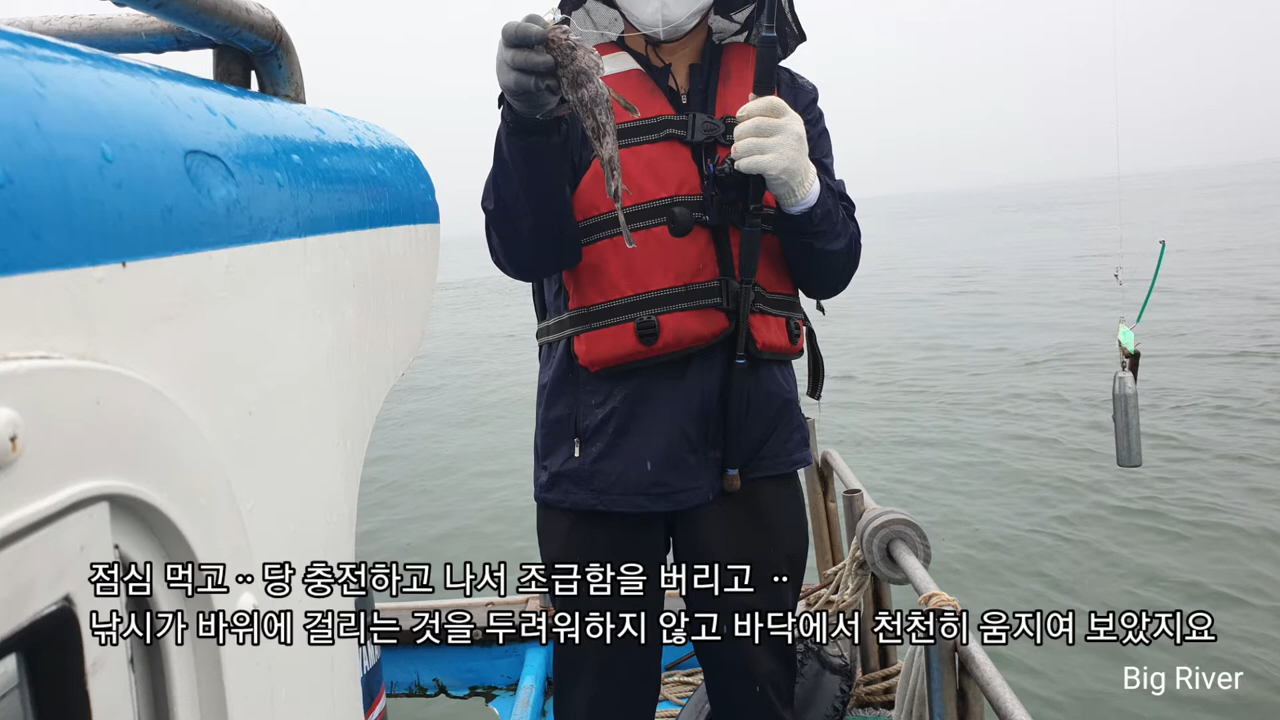 점심 먹고 ·· 당 충전하고 나서 조급함을 버리고 ··
낚시가 바위에 걸리는 것을 두려워하지 않고 바닥에서 천천히 움지여 보았지요
Big River